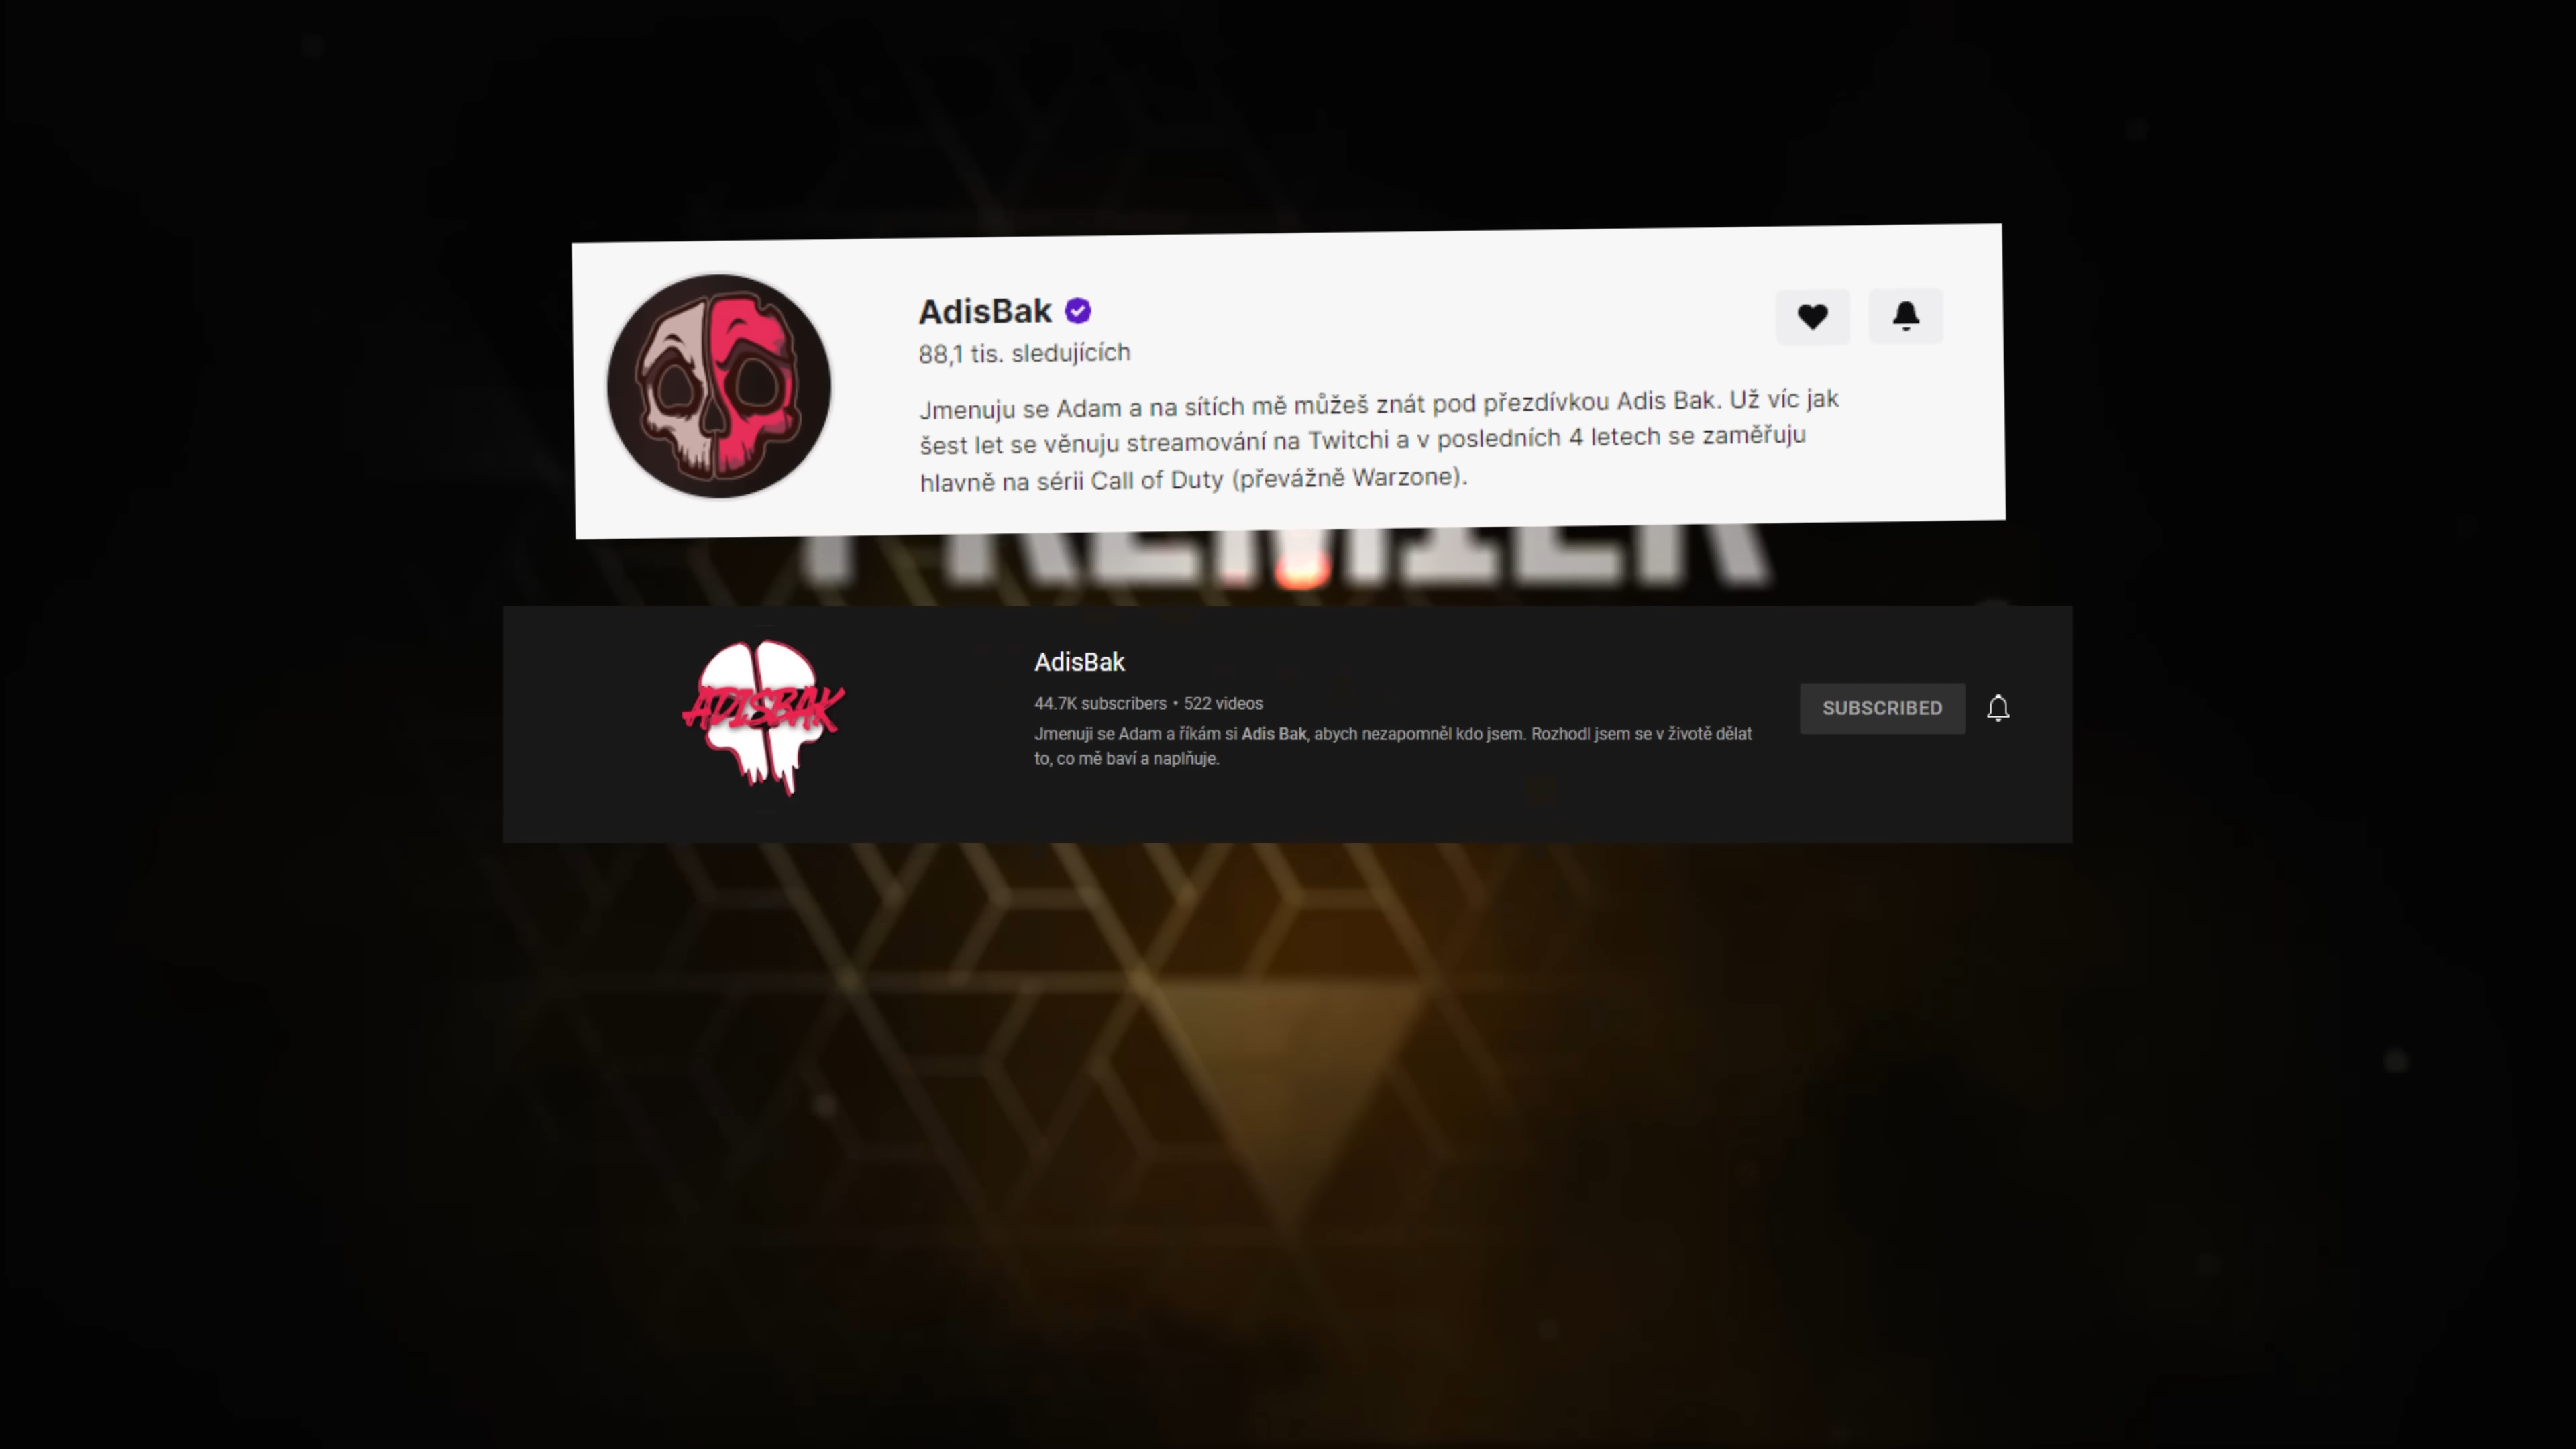 AdisBak
88,1 tis. sledujících
Jmenuju se Adam a na sítích mě můžeš znát pod přezdívkou Adis Bak. Už víc jak
šest let se věnuju streamování na Twitchi a v posledních 4 letech se zaměřuju
hlavně na sérii Call of Duty (převážně Warzone).
PREMIER
ADISBAK
AdisBak
44.7K subscribers • 522 videos
Jmenuji se Adam a říkám si Adis Bak, abych nezapomněl kdo jsem. Rozhodl jsem se v životě dělat
to, co mě baví a naplňuje.
SUBSCRIBED